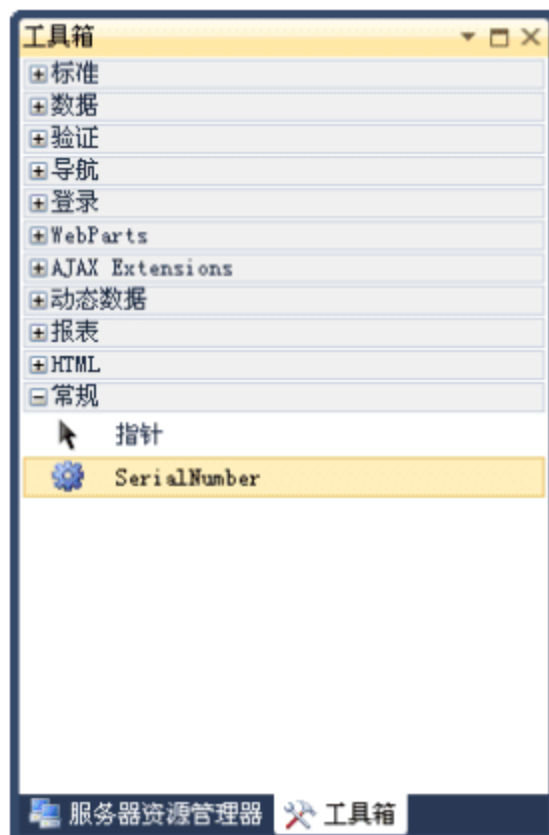 工具箱
标准
数据
验证
导航
登录
WebParts
AJAX Extensions
动态数据
报表
HTML
常规
指针
SerialNumber
服务器资源管理器 工具箱